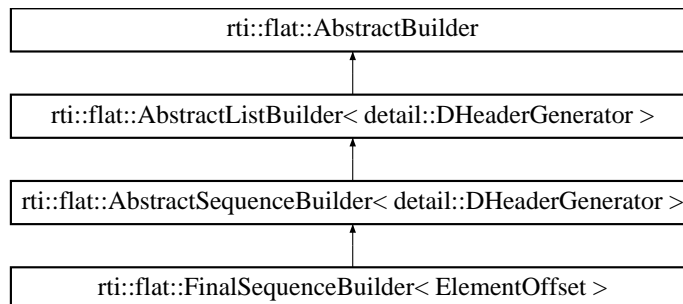 rti::flat::AbstractBuilder
rti::flat::AbstractListBuilder< detail::DHeaderGenerator >
rti::flat::AbstractSequenceBuilder< detail::DHeaderGenerator >
rti::flat::FinalSequenceBuilder< ElementOffset >